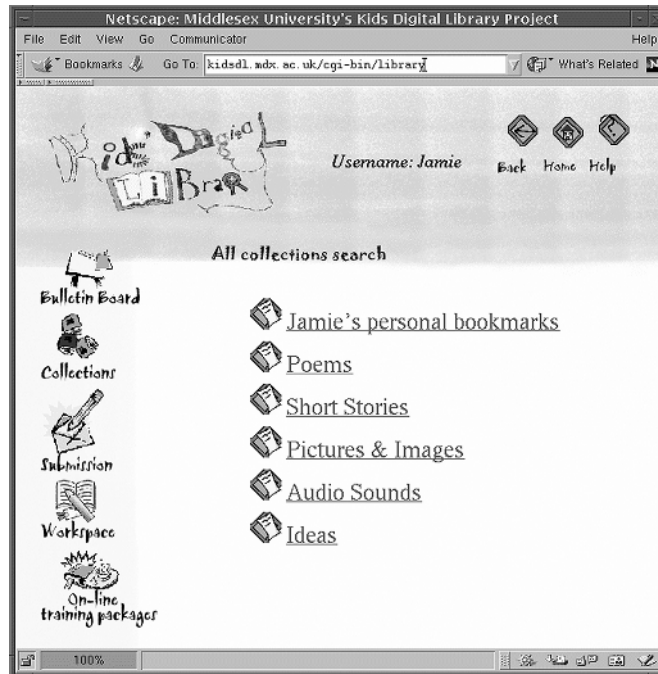 Netscape: Middlesex University's Kids Digital Library Project
File Edit View Go Communicator Help
Bookmarks Go To: kidsdl.mdx.ac.uk/cgi-bin/library What's Related N
Kids' Digital
LiBraRy
Username: Jamie
Back Home Help
All collections search
Bulletin Board
Collections
Submission
Workspace
On-line
training packages
Jamie's personal bookmarks
Poems
Short Stories
Pictures & Images
Audio Sounds
Ideas
100%